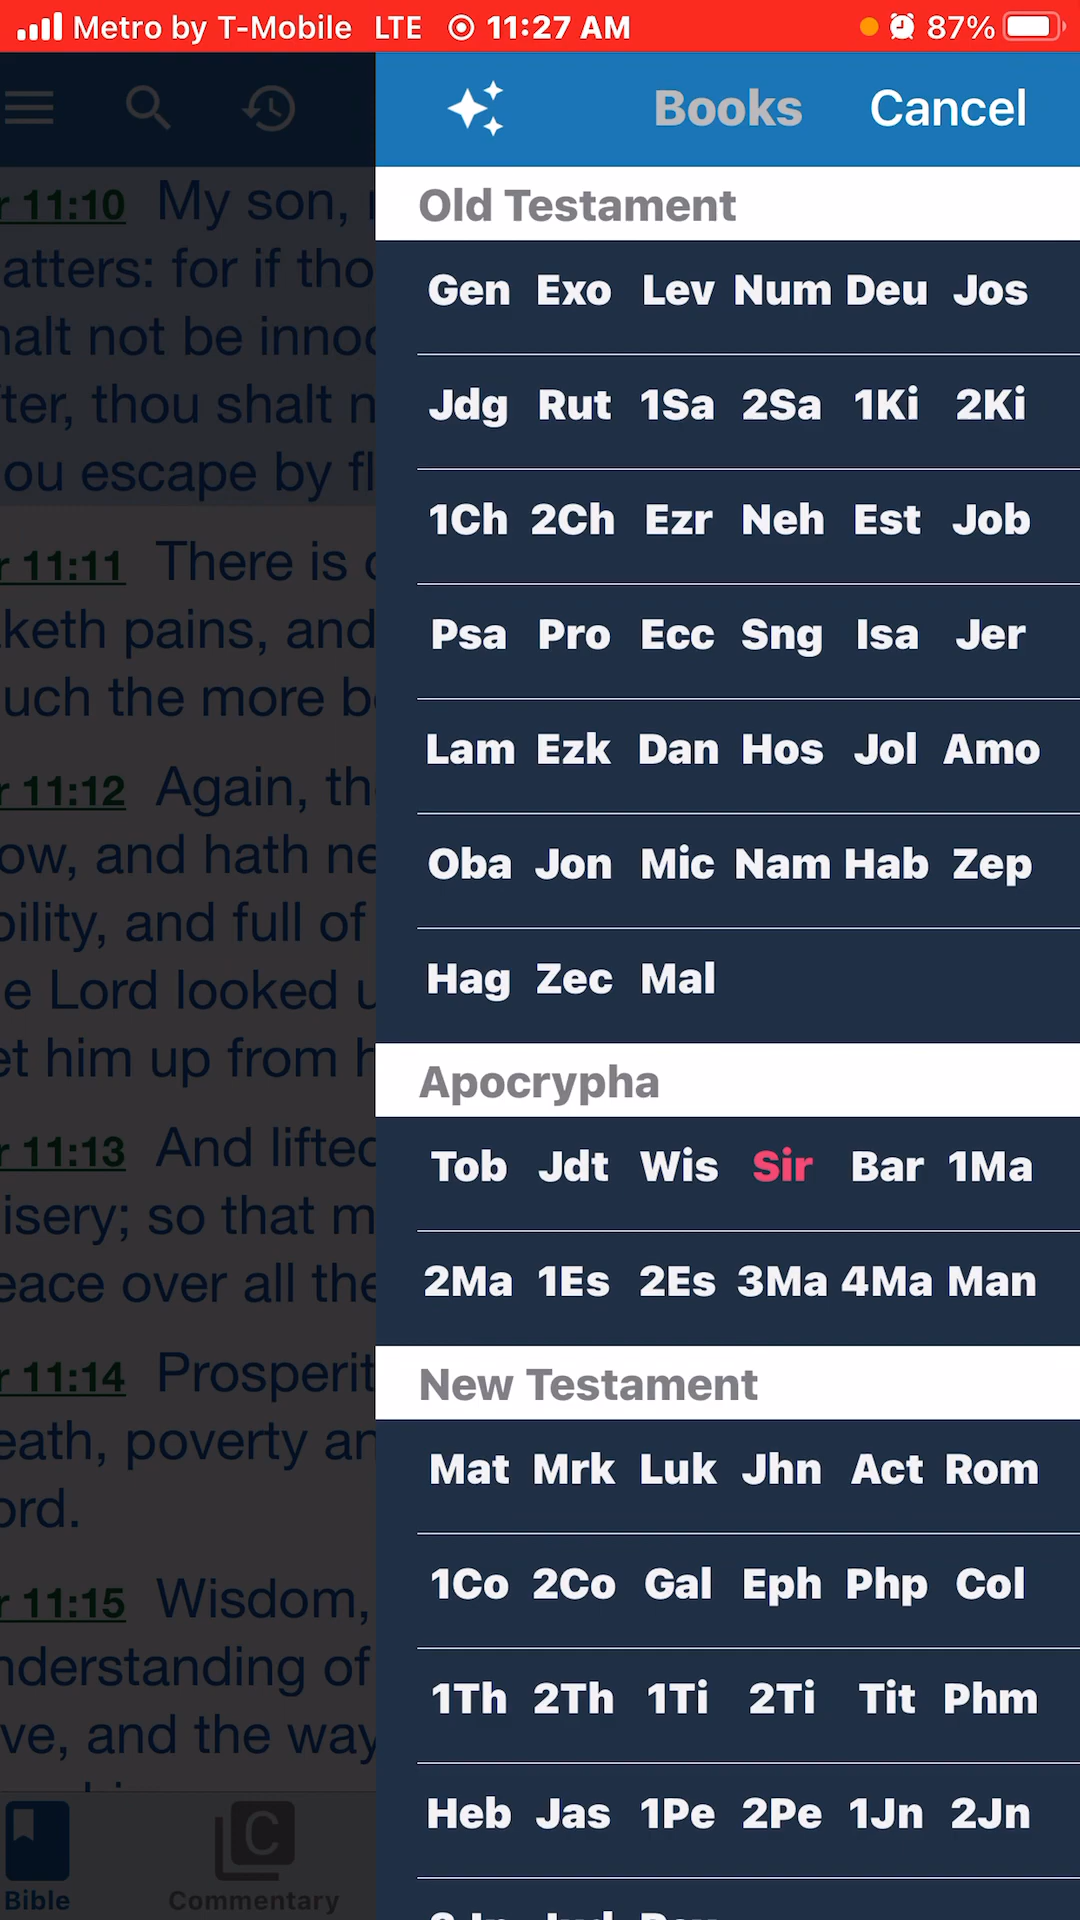 Metro by T-Mobile LTE 11:27 AM 87%
Books Cancel
Old Testament
Gen Exo Lev Num Deu Jos
Jdg Rut 1Sa 2Sa 1Ki 2Ki
1Ch 2Ch Ezr Neh Est Job
Psa Pro Ecc Sng Isa Jer
Lam Ezk Dan Hos Jol Amo
Oba Jon Mic Nam Hab Zep
Hag Zec Mal
Apocrypha
Tob Jdt Wis Sir Bar 1Ma
2Ma 1Es 2Es 3Ma 4Ma Man
New Testament
Mat Mrk Luk Jhn Act Rom
1Co 2Co Gal Eph Php Col
1Th 2Th 1Ti 2Ti Tit Phm
Heb Jas 1Pe 2Pe 1Jn 2Jn
r 11:10 My son,
atters: for if tho
halt not be innoc
ter, thou shalt n
ou escape by fl
r 11:11 There is
keth pains, and
uch the more b
r 11:12 Again, th
ow, and hath ne
bility, and full of
e Lord looked u
et him up from h
r 11:13 And lifted
isery; so that m
eace over all the
r 11:14 Prosperit
eath, poverty an
ord.
r 11:15 Wisdom,
nderstanding of
ve, and the way
C
Bible Commentary